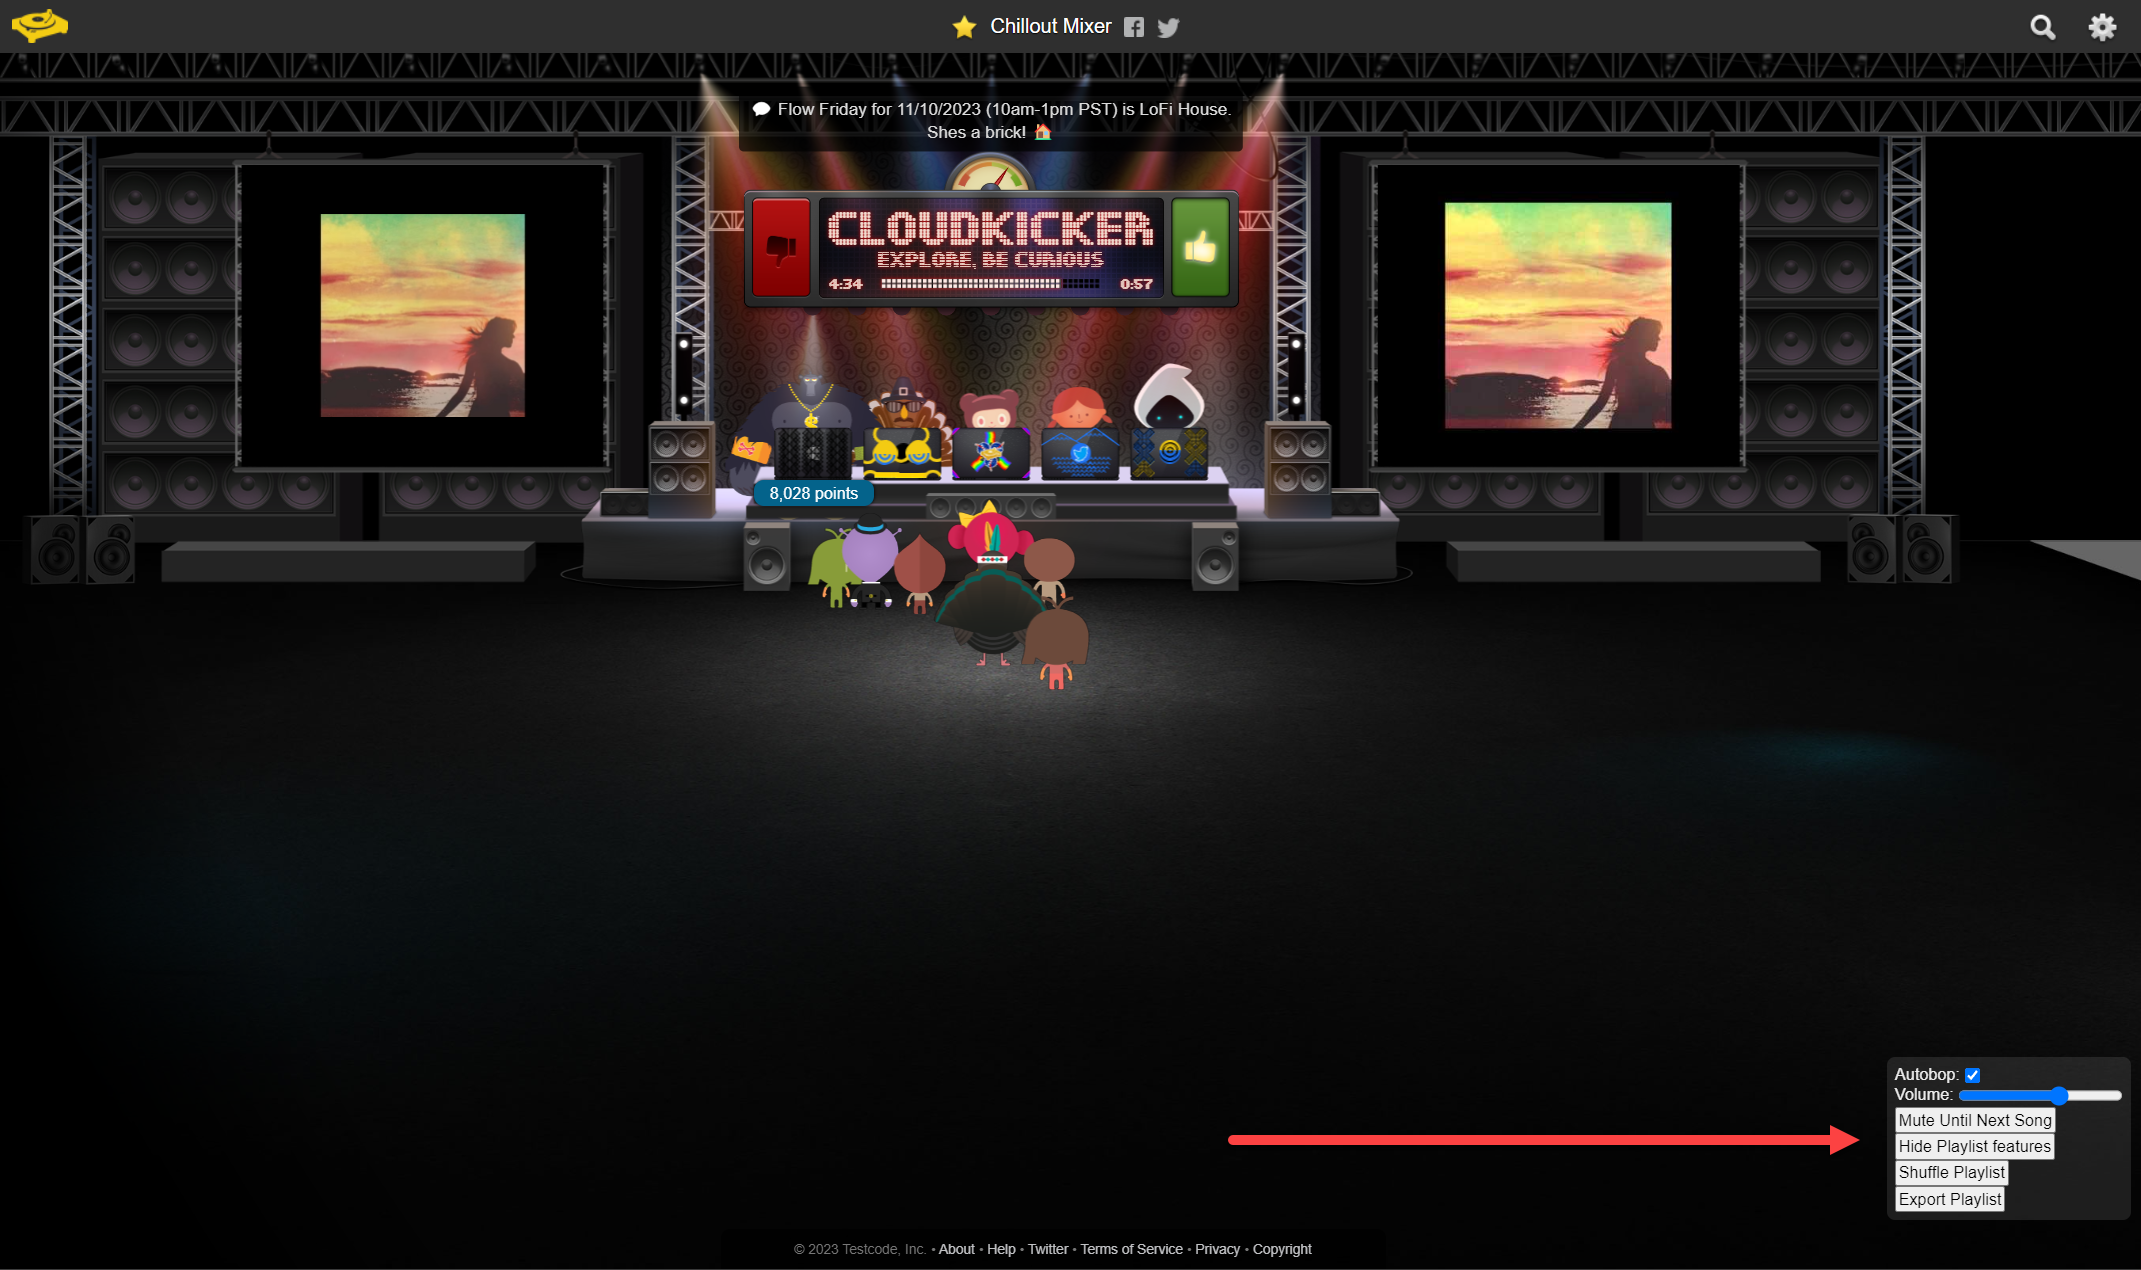 Chillout Mixer
Flow Friday for 11/10/2023 (10am-1pm PST) is LoFi House.
Shes a brick! 🏠
CLOUDKICKER
EXPLORE, BE CURIOUS
4:34 0:57
8,028 points
Autobop:
Volume:
Mute Until Next Song
Hide Playlist features
Shuffle Playlist
Export Playlist
© 2023 Testcode, Inc. • About • Help • Twitter • Terms of Service • Privacy • Copyright